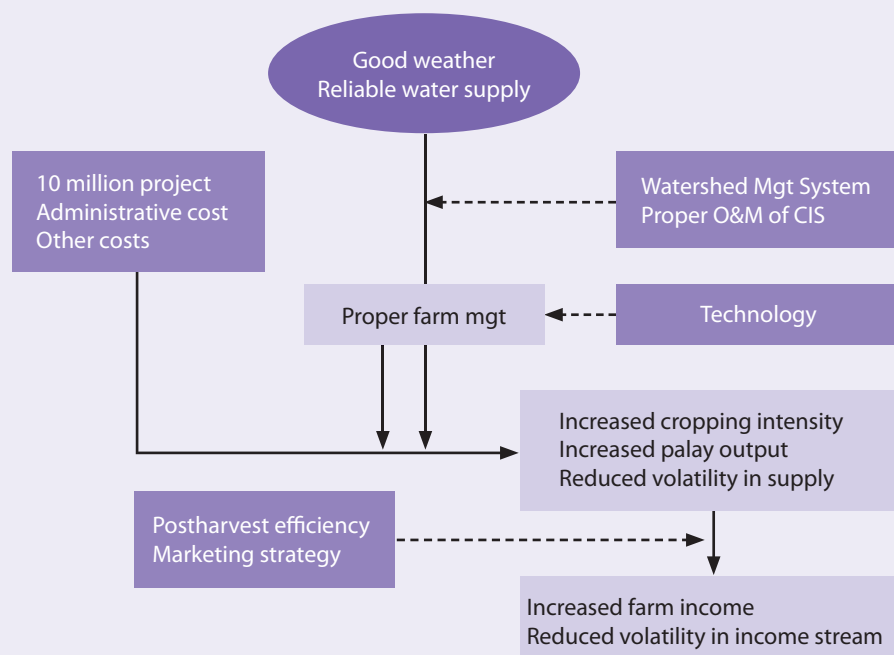 Good weather
Reliable water supply
10 million project
Administrative cost
Other costs
Watershed Mgt System
Proper O&M of CIS
Proper farm mgt
Technology
Increased cropping intensity
Increased palay output
Reduced volatility in supply
Postharvest efficiency
Marketing strategy
Increased farm income
Reduced volatility in income stream